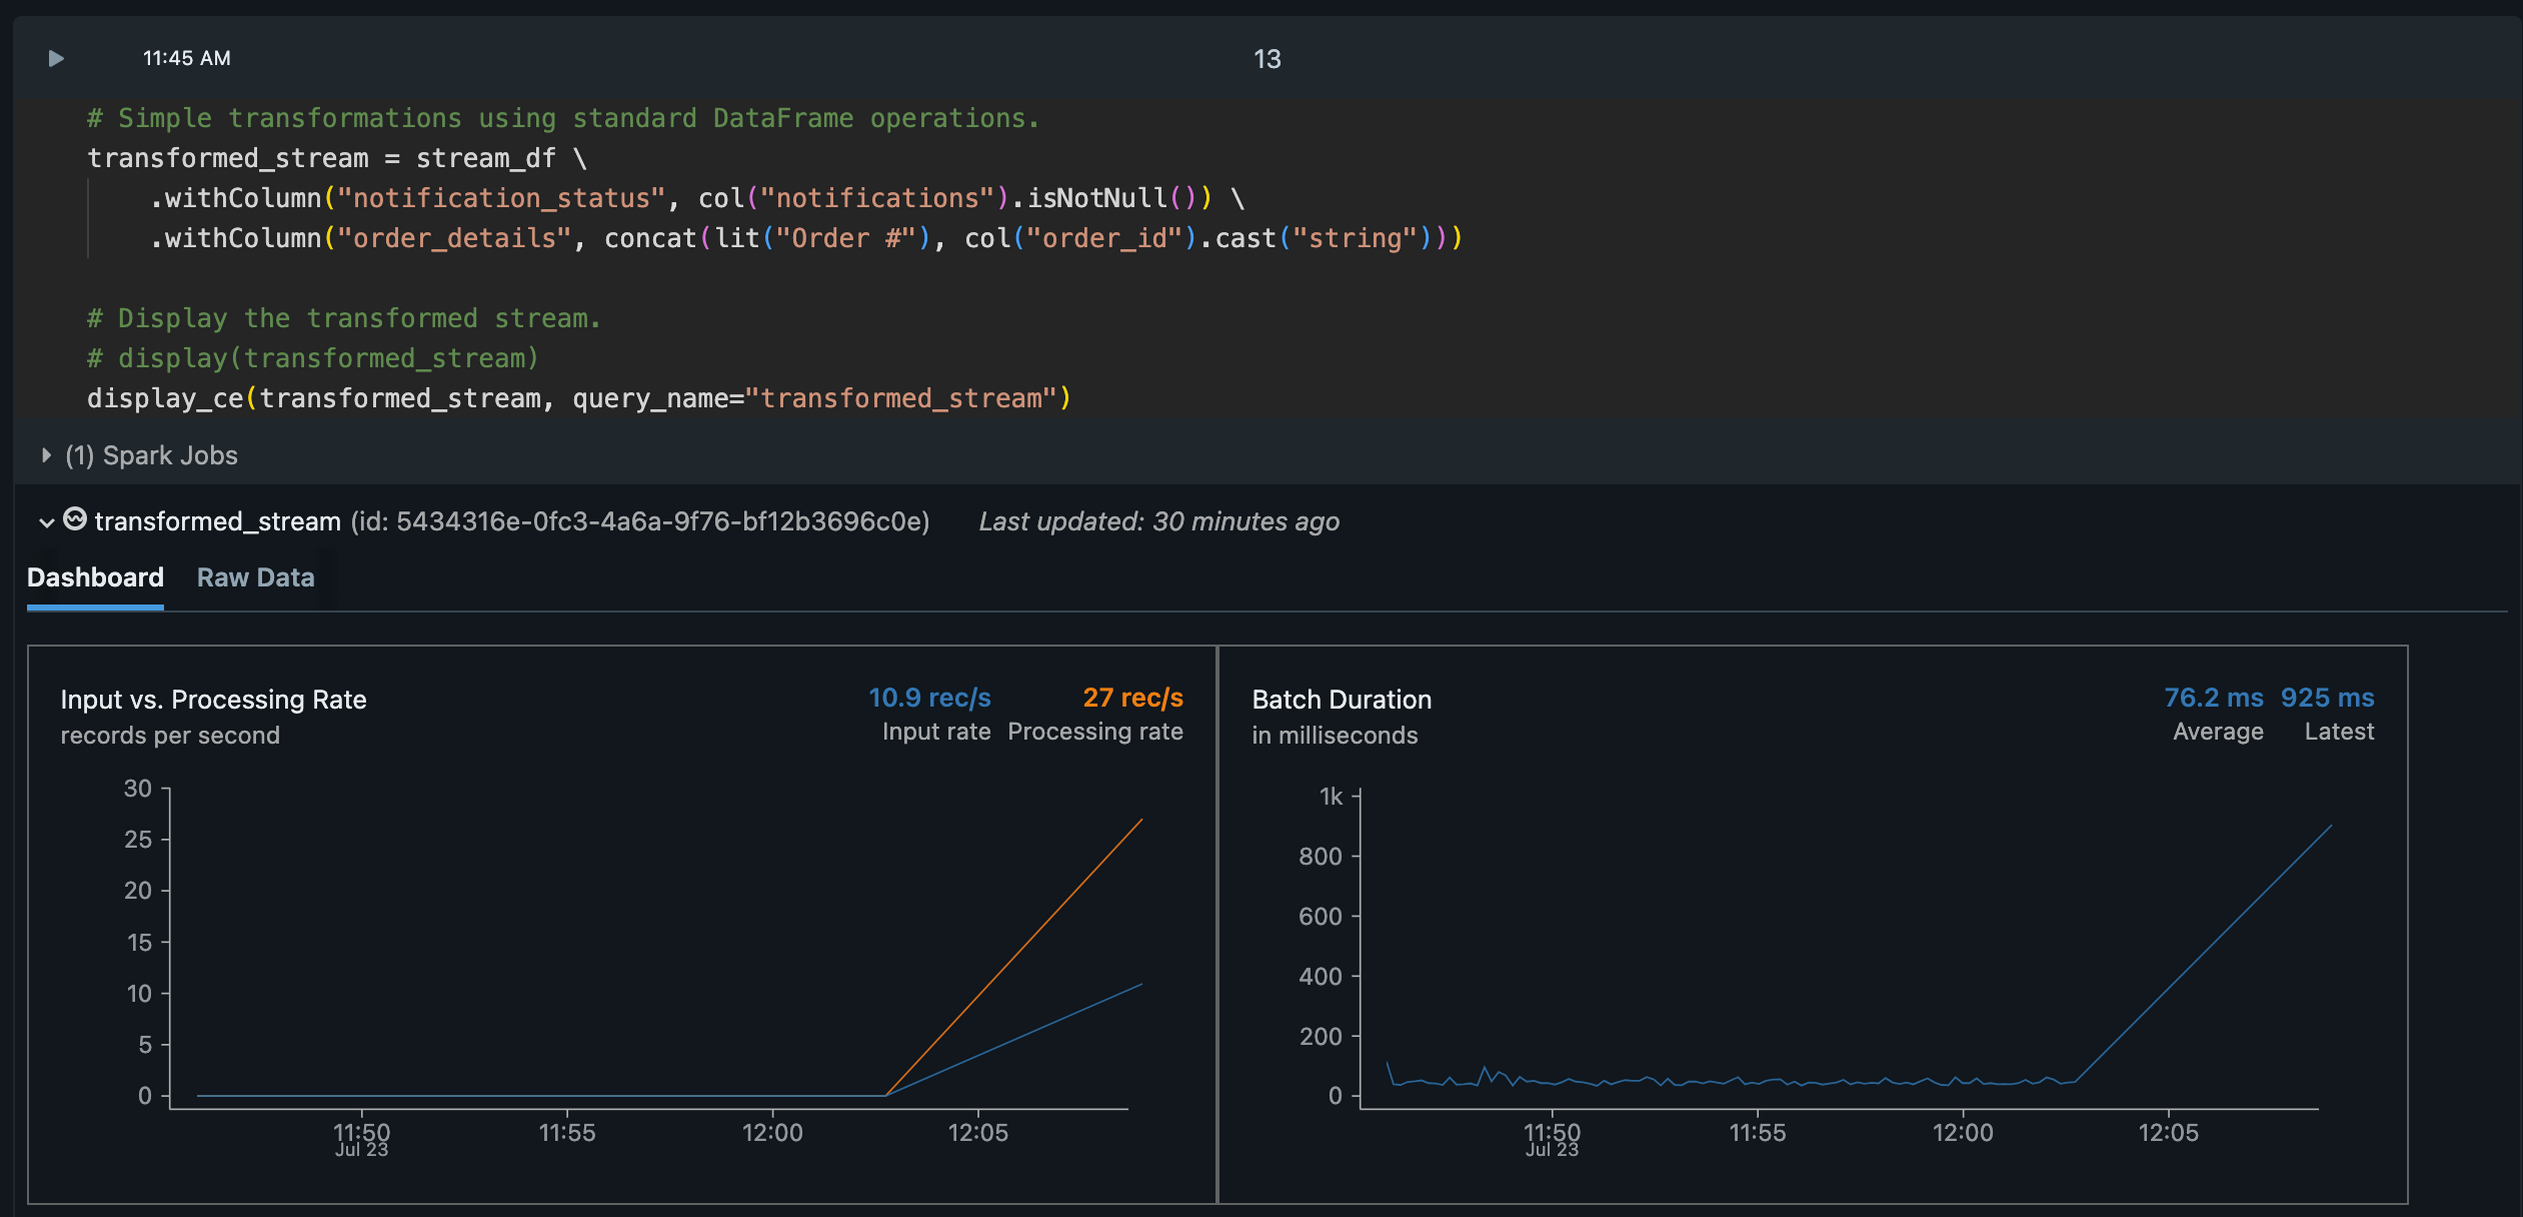 11:45 AM
13
# Simple transformations using standard DataFrame operations.
transformed_stream = stream_df \
    .withColumn("notification_status", col("notifications").isNotNull()) \
    .withColumn("order_details", concat(lit("Order #"), col("order_id").cast("string")))
# Display the transformed stream.
# display(transformed_stream)
display_ce(transformed_stream, query_name="transformed_stream")
(1) Spark Jobs
transformed_stream (id: 5434316e-0fc3-4a6a-9f76-bf12b3696c0e) Last updated: 30 minutes ago
Dashboard Raw Data
Input vs. Processing Rate
records per second
10.9 rec/s
Input rate
27 rec/s
Processing rate
30
25
20
15
10
5
0
11:50 11:55 12:00 12:05
Jul 23
Batch Duration
in milliseconds
76.2 ms
Average
925 ms
Latest
1k
800
600
400
200
0
11:50 11:55 12:00 12:05
Jul 23